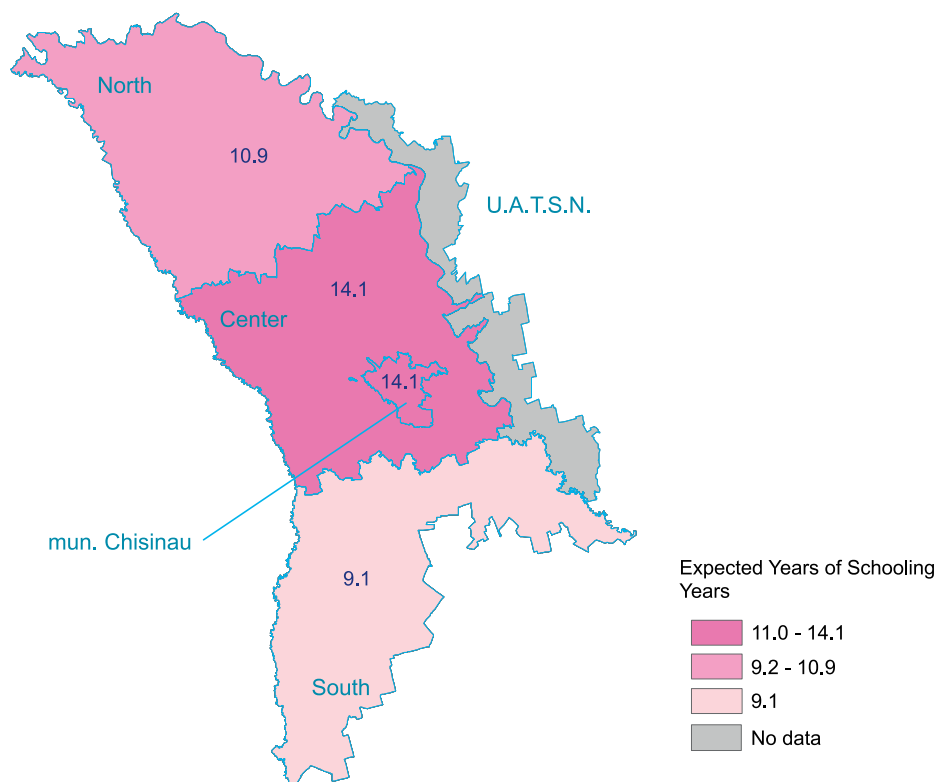 North
10.9
U.A.T.S.N.
14.1
Center
14.1
mun. Chisinau
9.1
South
Expected Years of Schooling
Years
11.0 - 14.1
9.2 - 10.9
9.1
No data